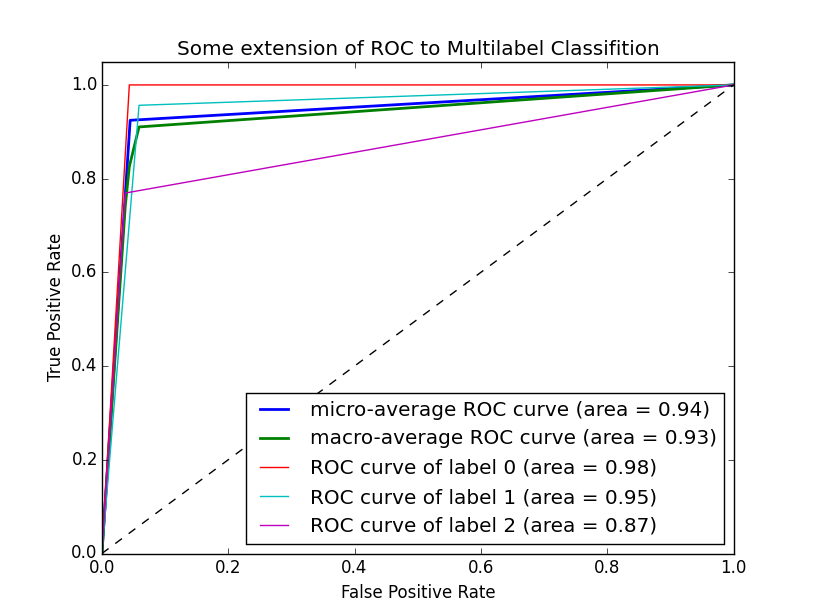 Some extension of ROC to Multilabel Classifition
1.0
0.8
0.6
0.4
0.2
0.0
True Positive Rate
micro-average ROC curve (area = 0.94)
macro-average ROC curve (area = 0.93)
ROC curve of label 0 (area = 0.98)
ROC curve of label 1 (area = 0.95)
ROC curve of label 2 (area = 0.87)
0.0 0.2 0.4 0.6 0.8 1.0
False Positive Rate